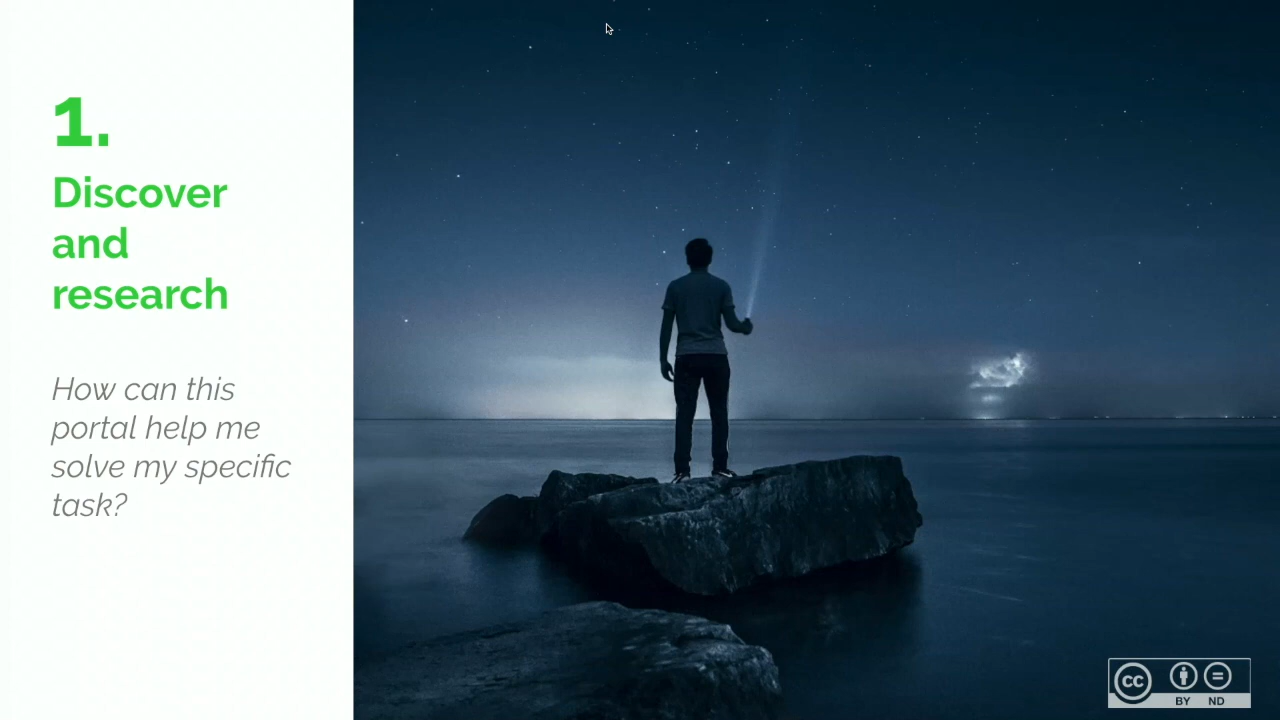 1.
Discover
and
research
How can this
portal help me
solve my specific
task?
cc
BY ND